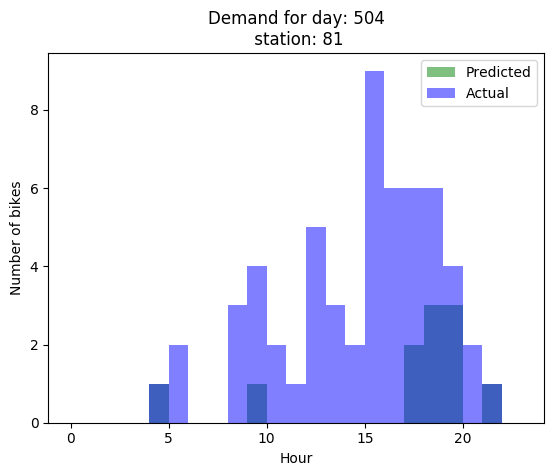 Demand for day: 504
station: 81
Predicted
Actual
Number of bikes
8
6
4
2
0
0
5
10
15
20
Hour